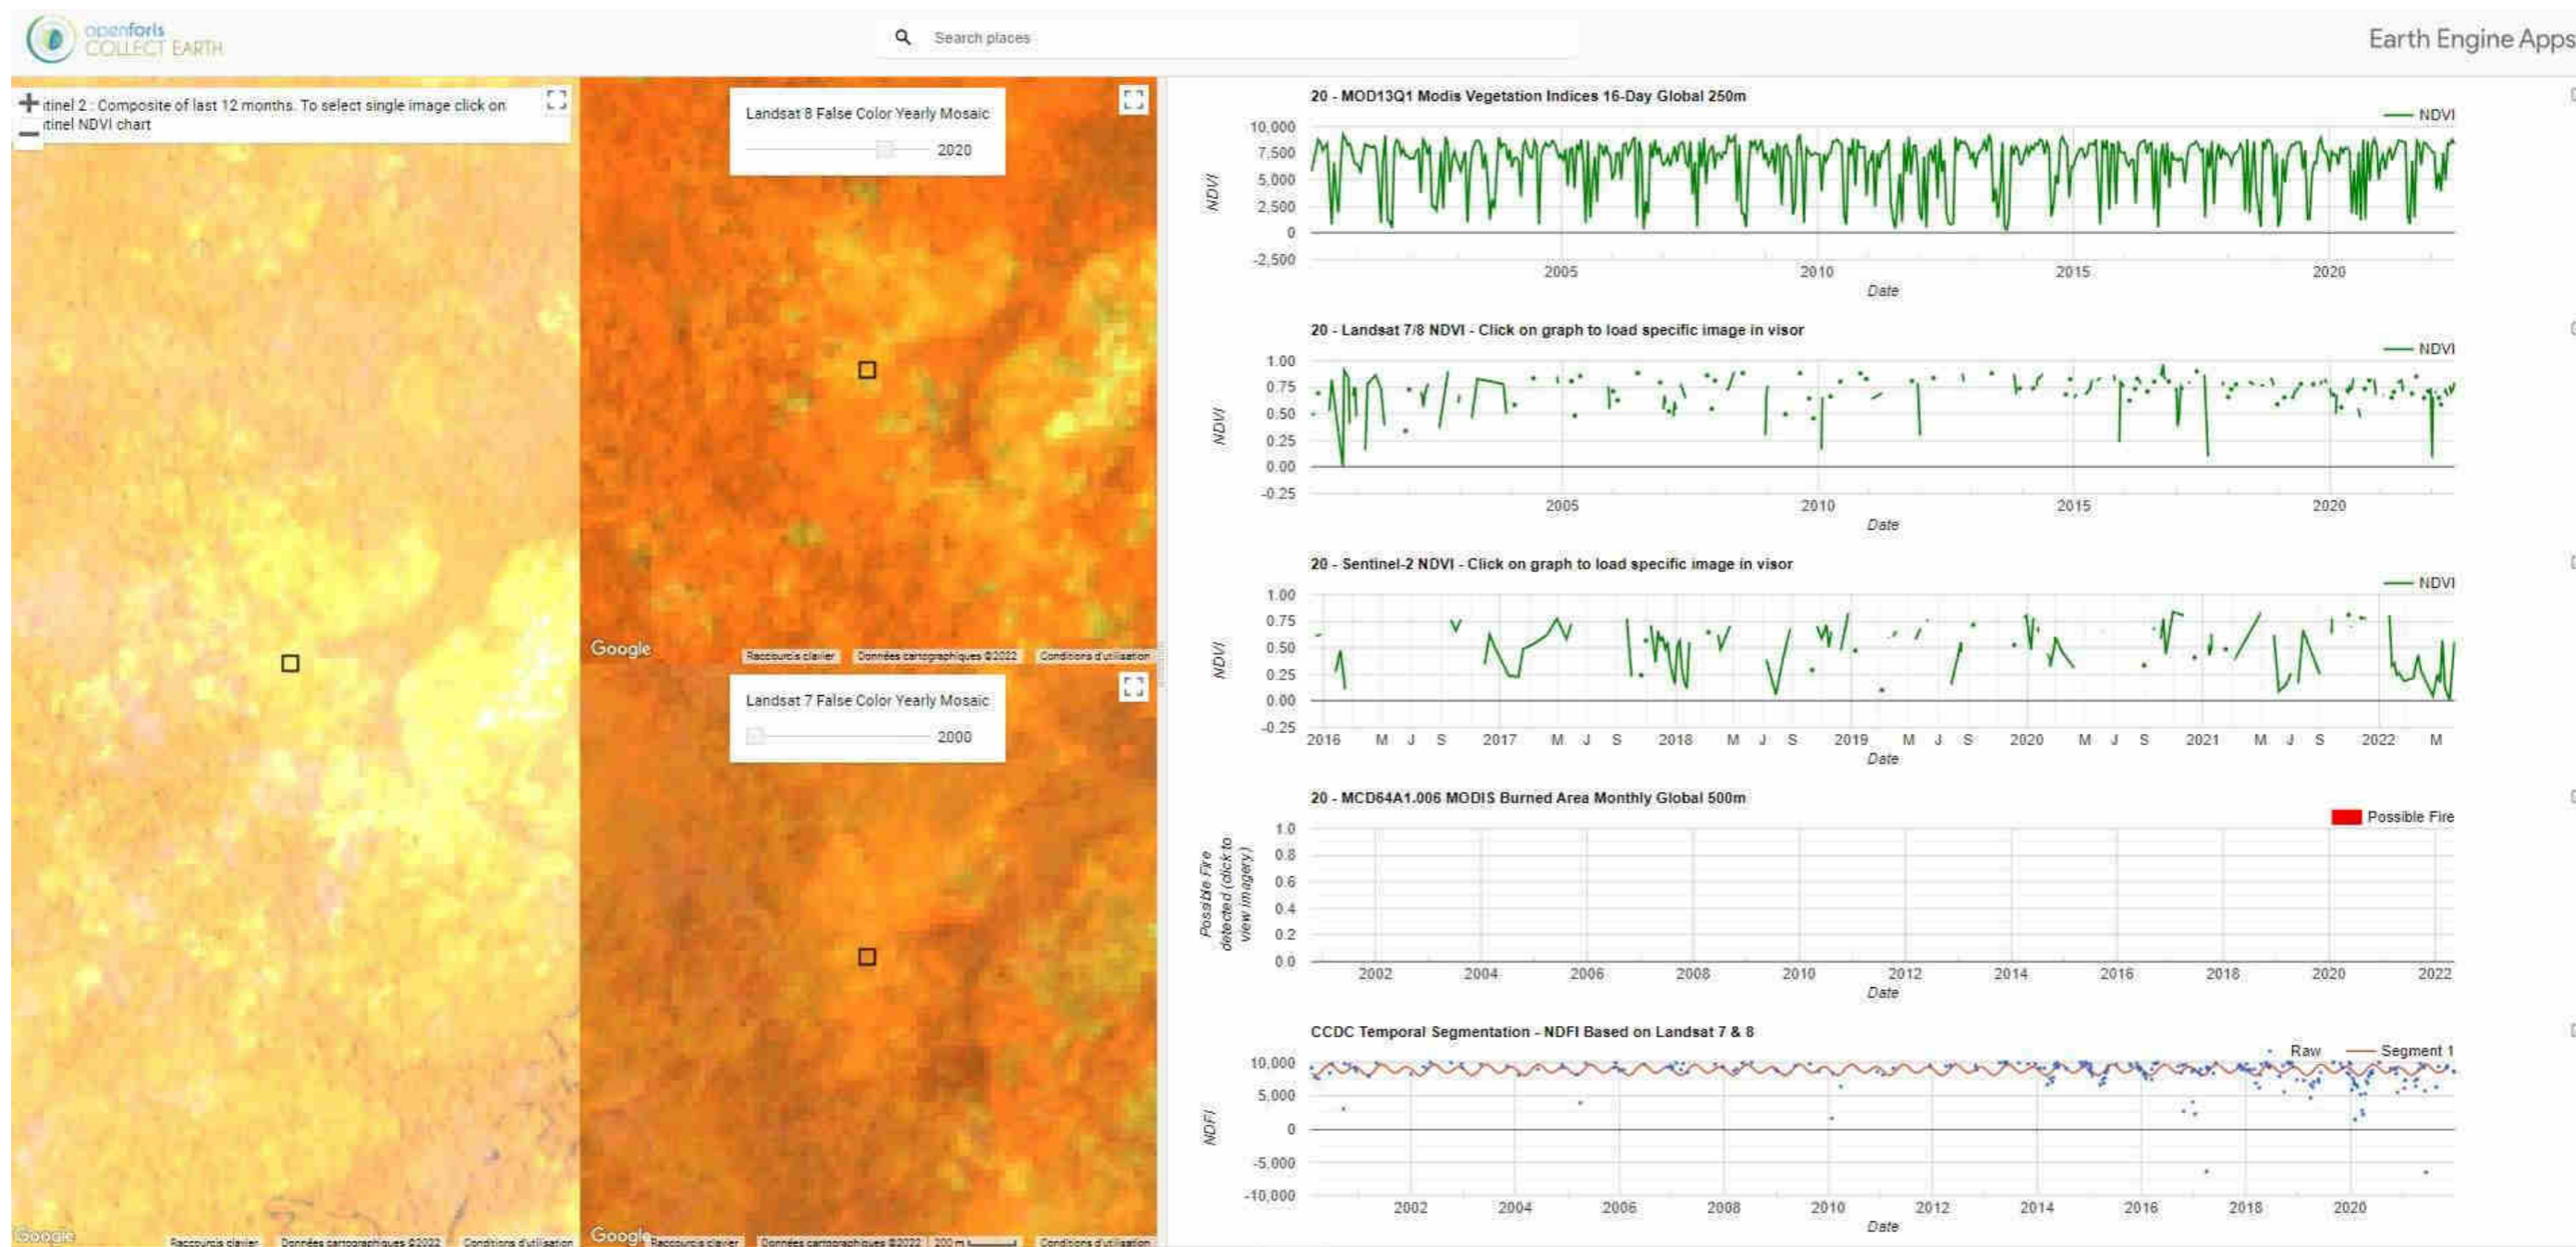 openforis
COLLECT EARTH
Search places
Earth Engine Apps
tinel 2 : Composite of last 12 months. To select single image click on
tinel NDVI chart
Google
Raccourcis clavier
Données cartographiques ©2022
Conditions d'utilisation
Landsat 8 False Color Yearly Mosaic
2020
Google
Raccourcis clavier
Données cartographiques ©2022
Conditions d'utilisation
Landsat 7 False Color Yearly Mosaic
2000
Google
Raccourcis clavier
Données cartographiques ©2022
200 m
Conditions d'utilisation
20 - MOD13Q1 Modis Vegetation Indices 16-Day Global 250m
NDVI
10,000
7,500
5,000
2,500
0
-2,500
NDVI
2005 2010 2015 2020
Date
20 - Landsat 7/8 NDVI - Click on graph to load specific image in visor
NDVI
1.00
0.75
0.50
0.25
0.00
-0.25
NDVI
2005 2010 2015 2020
Date
20 - Sentinel-2 NDVI - Click on graph to load specific image in visor
NDVI
1.00
0.75
0.50
0.25
0.00
-0.25
NDVI
2016 M J S 2017 M J S 2018 M J S 2019 M J S 2020 M J S 2021 M J S 2022 M
Date
20 - MCD64A1.006 MODIS Burned Area Monthly Global 500m
Possible Fire
1.0
0.8
0.6
0.4
0.2
0.0
Possible Fire
detected (click to
view imagery)
2002 2004 2006 2008 2010 2012 2014 2016 2018 2020 2022
Date
CCDC Temporal Segmentation - NDFI Based on Landsat 7 & 8
Raw Segment 1
10,000
5,000
0
-5,000
-10,000
NDFI
2002 2004 2006 2008 2010 2012 2014 2016 2018 2020
Date